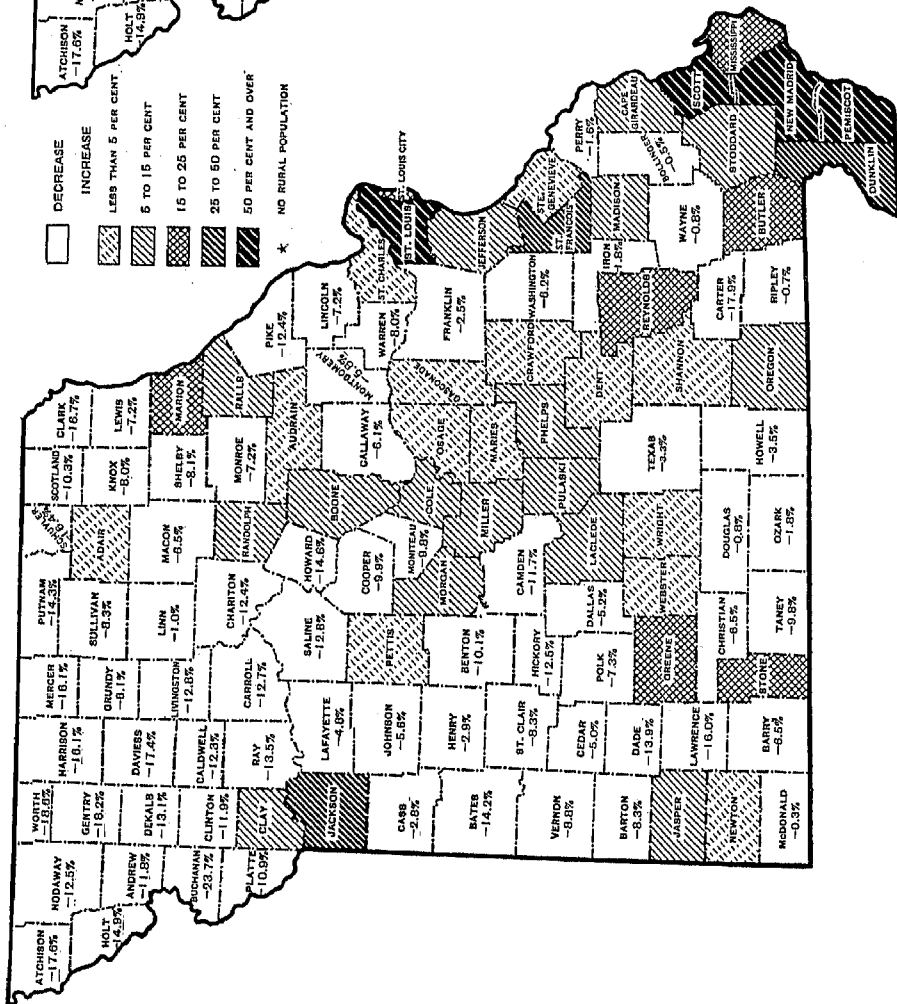 ATCHISON
—17.6%
HOLT
-14.9%
DECREASE
INCREASE
LESS THAN 5 PER CENT
5 TO 15 PER CENT
15 TO 25 PER CENT
25 TO 50 PER CENT
50 PER CENT AND OVER
* NO RURAL POPULATION
ATCHISON
—17.6%
NODAWAY
—12.5%
WORTH
—18.6%
HARRISON
—16.1%
MERCER
—16.1%
PUTNAM
—14.3%
SCHUYLER
SCOTLAND
—10.3%
CLARK
—16.7%
HOLT
ANDREW
—11.8%
GENTRY
—18.2%
DEKALB
—13.1%
DAVIESS
—17.4%
GRUNDY
SULLIVAN
—8.3%
ADAIR
KNOX
—8.0%
LEWIS
—7.2%
BUCHANAN
—23.7%
CLINTON
—11.9%
CALDWELL
—12.3%
LIVINGSTON
—12.8%
LINN
—1.0%
MACON
—6.5%
SHELBY
—8.1%
MARION
PLATTE
—10.9%
CLAY
RAY
—13.5%
CARROLL
—12.7%
CHARITON
—12.4%
RANDOLPH
MONROE
—7.2%
RALLS
PIKE
—12.4%
JACKSON
LAFAYETTE
—4.8%
SALINE
—12.8%
HOWARD
—14.6%
BOONE
AUDRAIN
CALLAWAY
—6.1%
MONTGOMERY
LINCOLN
—7.2%
WARREN
—8.0%
ST. CHARLES
ST. LOUIS
ST. LOUIS CITY
CASS
—2.8%
JOHNSON
—5.6%
PETTIS
COOPER
—9.9%
MONITEAU
—9.8%
COLE
OSAGE
GASCONADE
FRANKLIN
—2.5%
JEFFERSON
BATES
—14.2%
HENRY
—2.9%
BENTON
—10.1%
MORGAN
MILLER
MARIES
CRAWFORD
WASHINGTON
—6.2%
STE. GENEVIEVE
ST. FRANCOIS
PERRY
VERNON
—8.8%
ST. CLAIR
—8.3%
HICKORY
—12.5%
CAMDEN
—11.7%
PULASKI
PHELPS
DENT
IRON
MADISON
BOLLINGER
—0.5%
CAPE
GIRARDEAU
BARTON
—8.3%
CEDAR
—5.0%
POLK
—7.3%
DALLAS
—5.2%
LACLEDE
TEXAS
—3.3%
REYNOLDS
WAYNE
—0.8%
SCOTT
MISSISSIPPI
JASPER
DADE
—13.9%
GREENE
WEBSTER
WRIGHT
SHANNON
CARTER
—17.9%
BUTLER
STODDARD
NEW MADRID
NEWTON
LAWRENCE
—16.0%
CHRISTIAN
—6.5%
DOUGLAS
—0.8%
HOWELL
—3.5%
OREGON
RIPLEY
—0.7%
DUNKLIN
PEMISCOT
McDONALD
—0.3%
BARRY
—6.5%
STONE
TANEY
—9.8%
OZARK
—1.8%